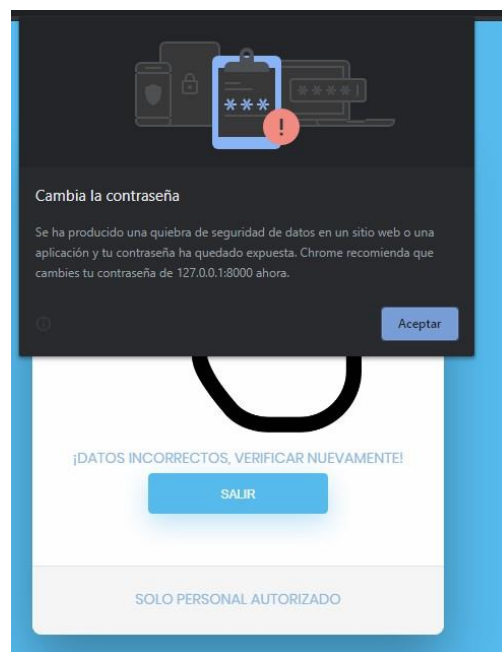 ***
****|
!
Cambia la contraseña
Se ha producido una quiebra de seguridad de datos en un sitio web o una
aplicación y tu contraseña ha quedado expuesta. Chrome recomienda que
cambies tu contraseña de 127.0.0.1:8000 ahora.
Aceptar
¡DATOS INCORRECTOS, VERIFICAR NUEVAMENTE!
SALIR
SOLO PERSONAL AUTORIZADO